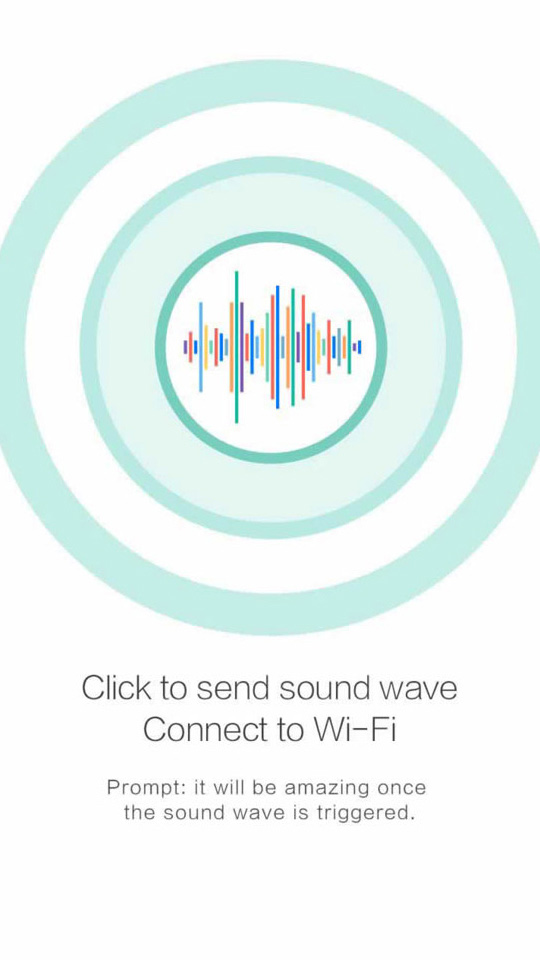 Click to send sound wave
Connect to Wi-Fi
Prompt: it will be amazing once
the sound wave is triggered.